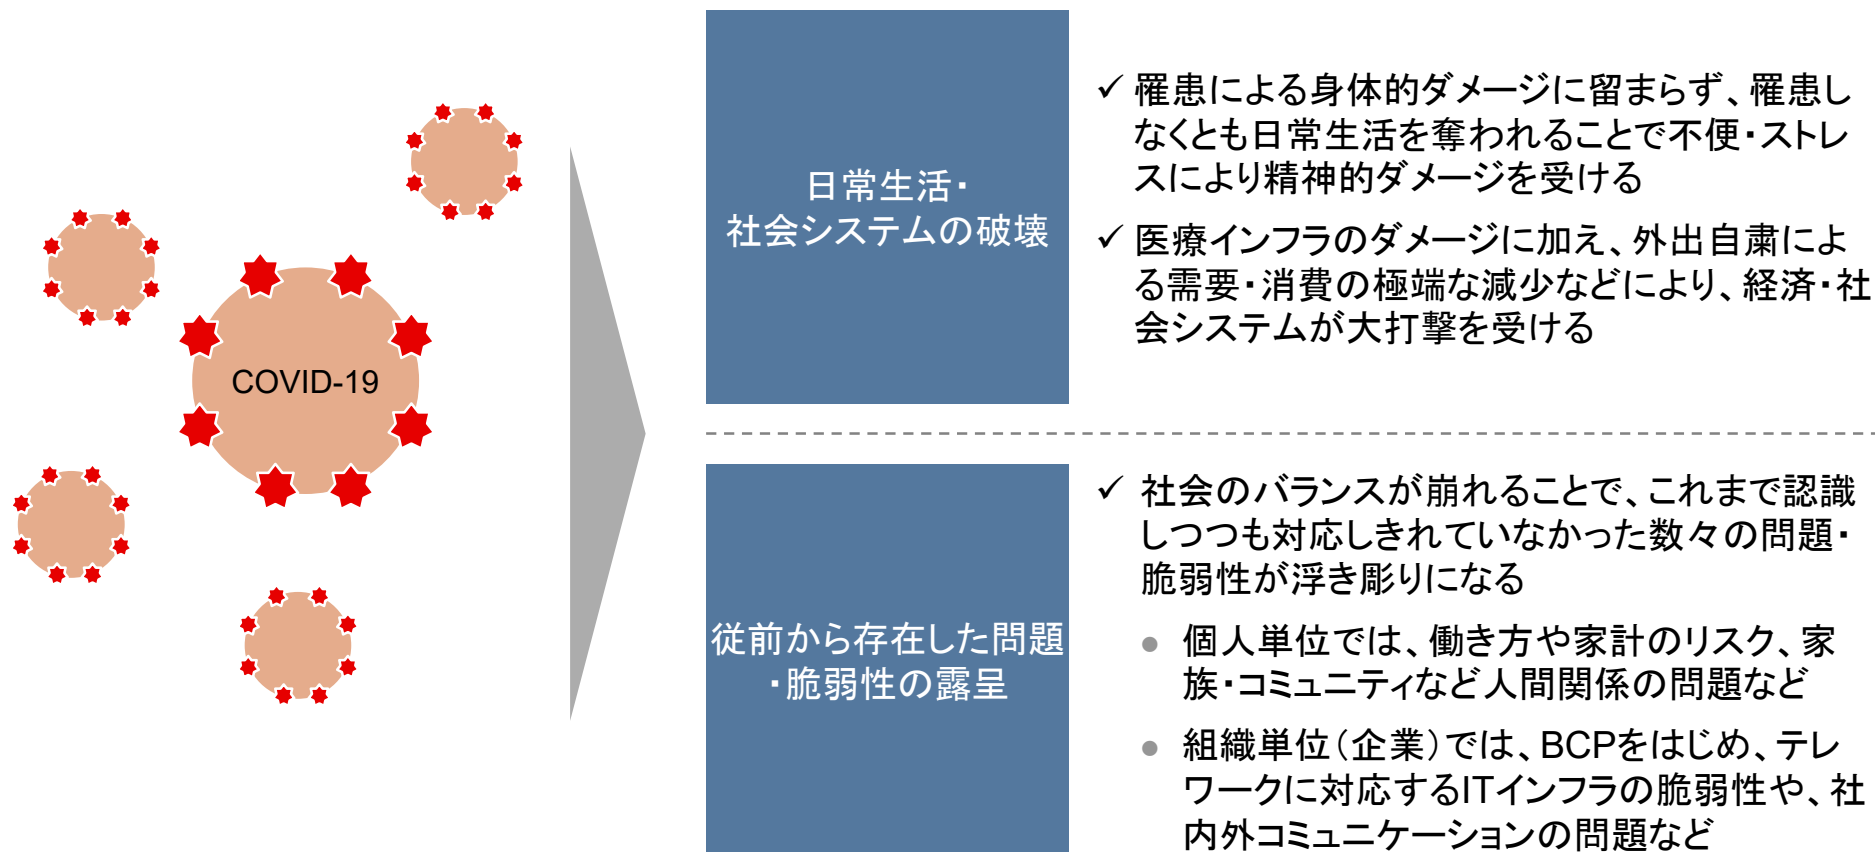 COVID-19
日常生活・
社会システムの破壊
✓ 罹患による身体的ダメージに留まらず、罹患し
なくとも日常生活を奪われることで不便・ストレ
スにより精神的ダメージを受ける
✓ 医療インフラのダメージに加え、外出自粛によ
る需要・消費の極端な減少などにより、経済・社
会システムが大打撃を受ける
従前から存在した問題
・脆弱性の露呈
✓ 社会のバランスが崩れることで、これまで認識
しつつも対応しきれていなかった数々の問題・
脆弱性が浮き彫りになる
● 個人単位では、働き方や家計のリスク、家
族・コミュニティなど人間関係の問題など
● 組織単位（企業）では、BCPをはじめ、テレ
ワークに対応するITインフラの脆弱性や、社
内外コミュニケーションの問題など